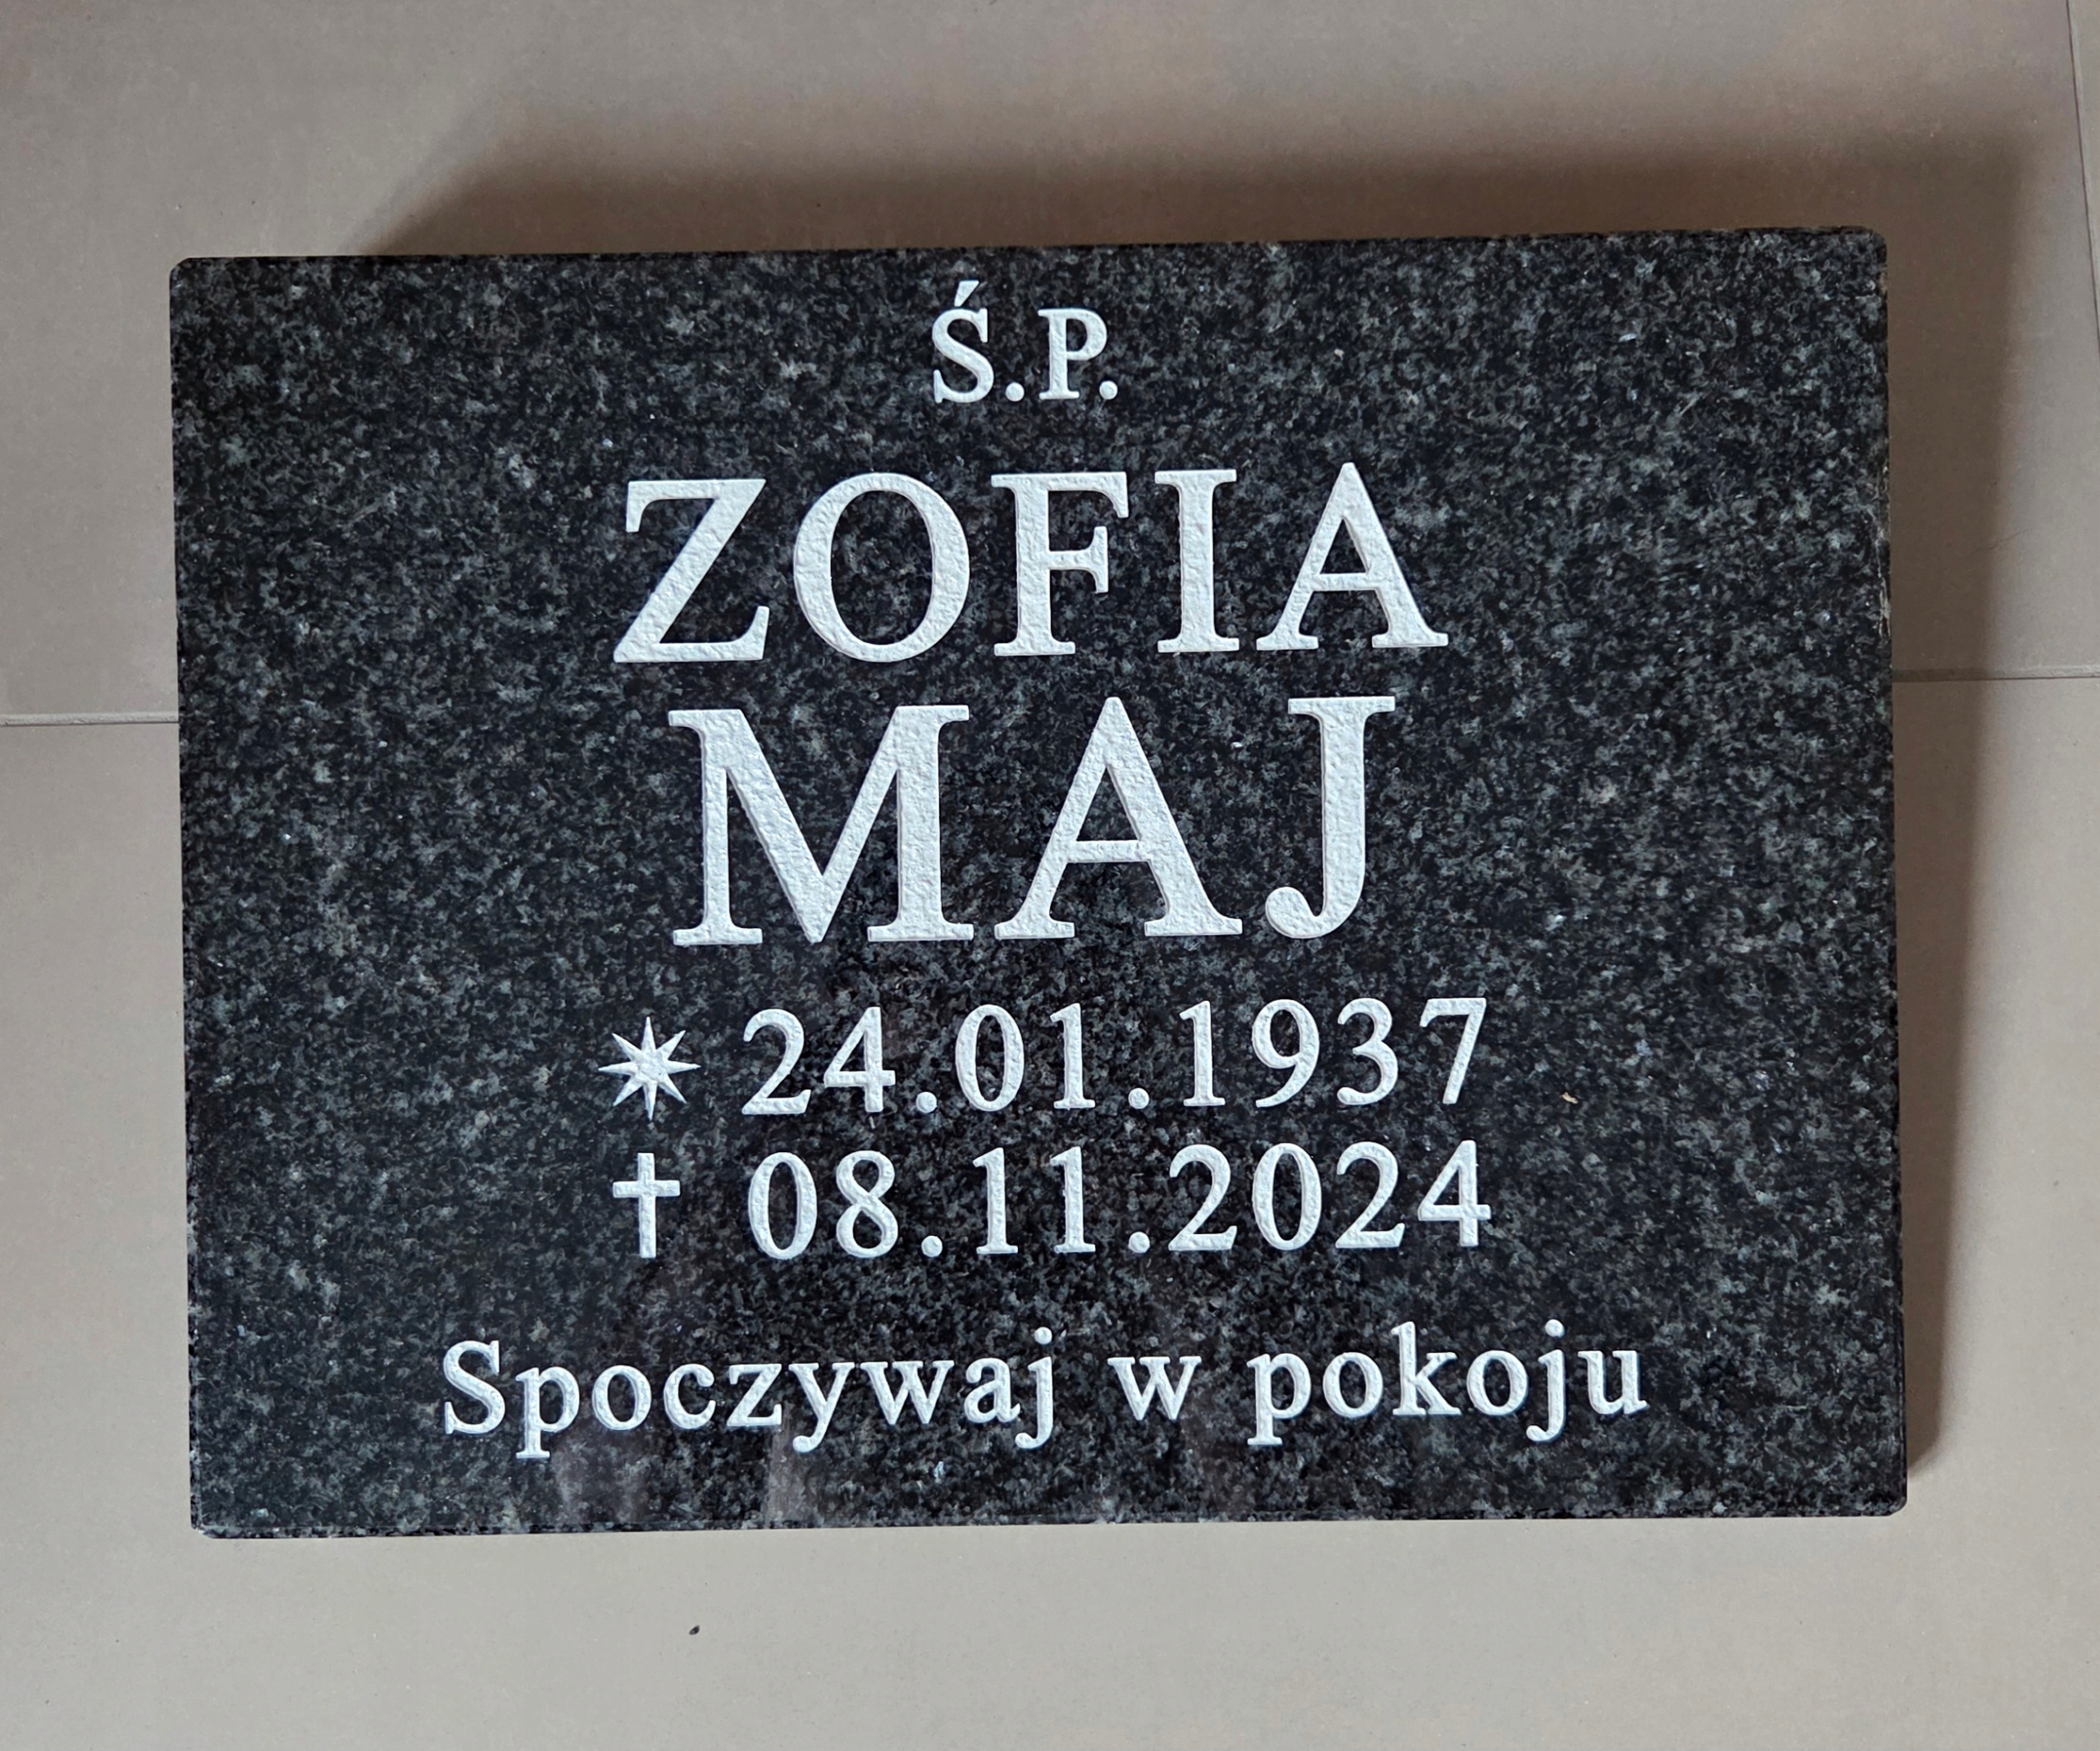 Ś.P.
ZOFIA
MAJ
✴ 24.01.1937
† 08.11.2024
Spoczywaj w pokoju